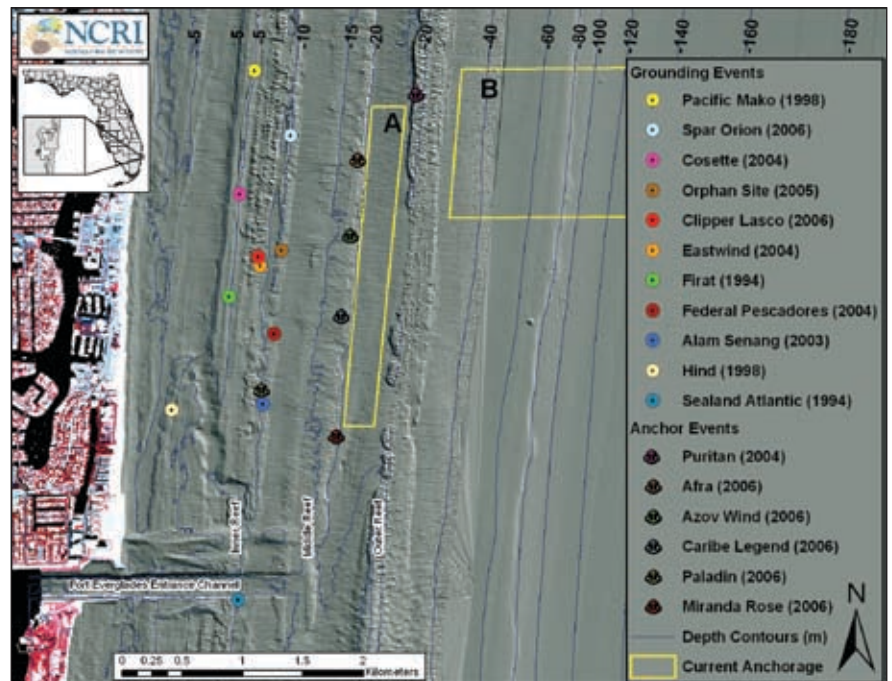 NCRI
-5
-5
-5
-10
-15
-20
-20
-40
-60
-80
-100
-120
-140
-160
-180
A
B
Grounding Events
Pacific Mako (1998)
Spar Orion (2006)
Cosette (2004)
Orphan Site (2005)
Clipper Lasco (2006)
Eastwind (2004)
Firat (1994)
Federal Pescadores (2004)
Alam Senang (2003)
Hind (1998)
Sealand Atlantic (1994)
Anchor Events
Puritan (2004)
Afra (2006)
Azov Wind (2006)
Caribe Legend (2006)
Paladin (2006)
Miranda Rose (2006)
Depth Contours (m)
Current Anchorage
Inner Reef
Middle Reef
Outer Reef
Port Everglades Entrance Channel
0 0.25 0.5 1 1.5 2
Kilometers
N